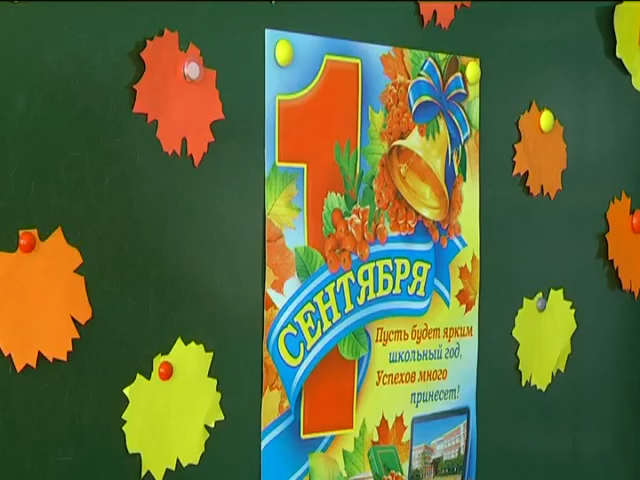 1
СЕНТЯБРЯ
Пусть будет ярким
школьный год,
Успехов много
принесет!